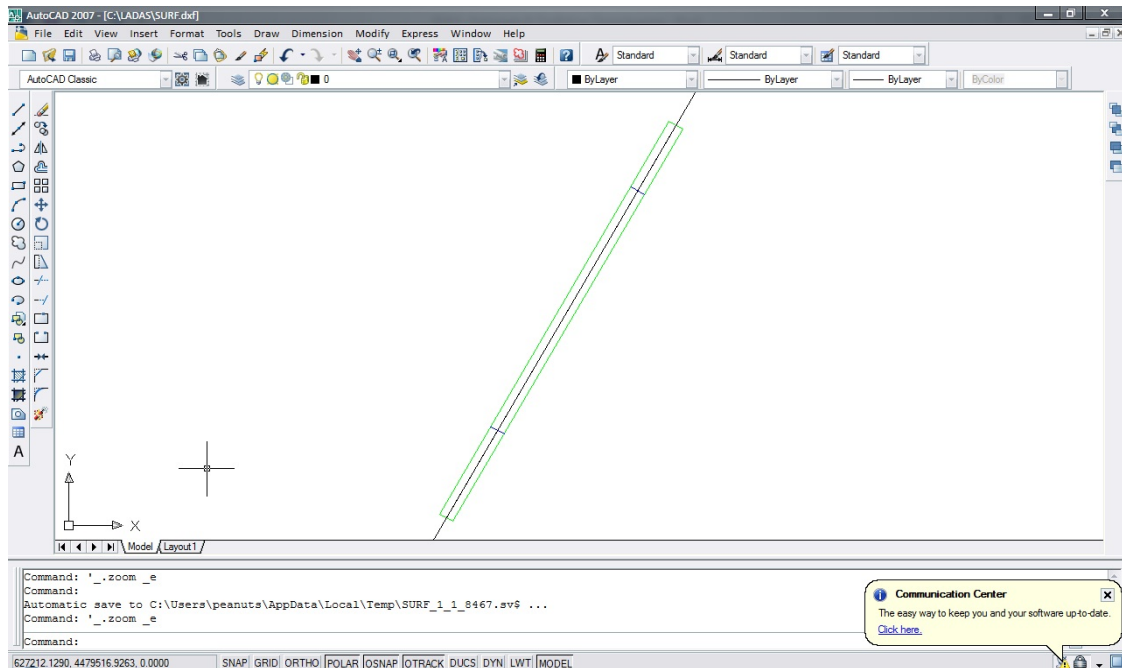 AutoCAD 2007 - [C:\LADAS\SURF.dxf]
File Edit View Insert Format Tools Draw Dimension Modify Express Window Help
Standard Standard Standard
AutoCAD Classic 0 ByLayer ByLayer ByLayer ByColor
A
Y
X
Model Layout1
Command: '_.zoom _e
Command:
Automatic save to C:\Users\peanuts\AppData\Local\Temp\SURF_1_1_8467.sv$ ...
Command: '_.zoom _e
Command:
Communication Center
The easy way to keep you and your software up-to-date.
Click here.
627212.1290, 4479516.9263, 0.0000 SNAP GRID ORTHO POLAR OSNAP OTRACK DUCS DYN LWT MODEL